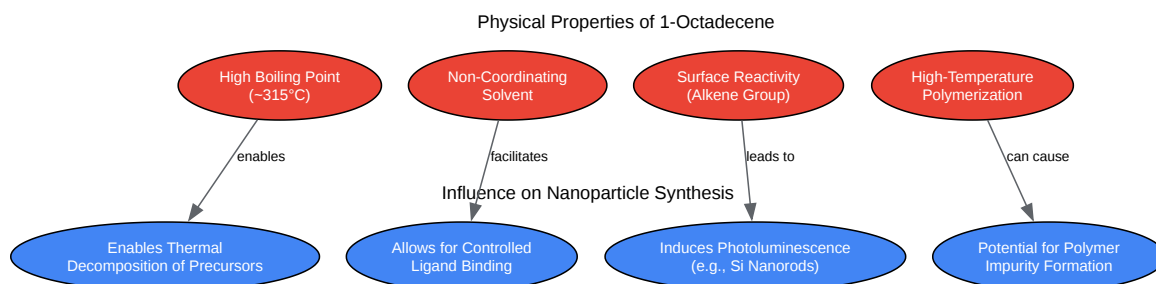 Physical Properties of 1-Octadecene
High Boiling Point
(~315°C)
Non-Coordinating
Solvent
Surface Reactivity
(Alkene Group)
High-Temperature
Polymerization
enables
facilitates
leads to
can cause
Influence on Nanoparticle Synthesis
Enables Thermal
Decomposition of Precursors
Allows for Controlled
Ligand Binding
Induces Photoluminescence
(e.g., Si Nanorods)
Potential for Polymer
Impurity Formation